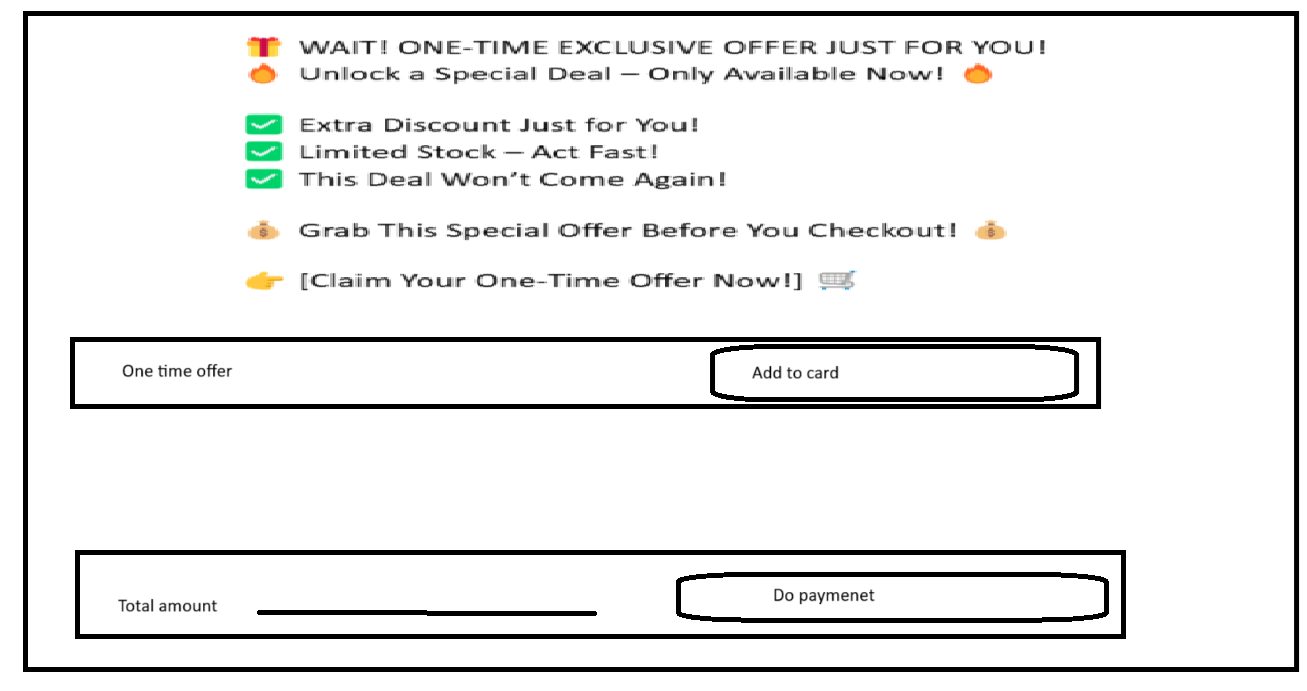 🎁 WAIT! ONE-TIME EXCLUSIVE OFFER JUST FOR YOU!
🔥 Unlock a Special Deal – Only Available Now! 🔥
✅ Extra Discount Just for You!
✅ Limited Stock – Act Fast!
✅ This Deal Won’t Come Again!
💰 Grab This Special Offer Before You Checkout! 💰
👉 [Claim Your One-Time Offer Now!] 🛒
One time offer Add to card
Total amount Do paymenet